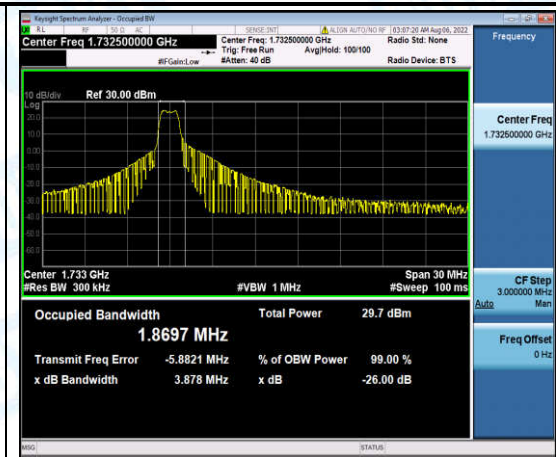 Keysight Spectrum Analyzer - Occupied BW
RL RF 50 Ω AC SENSE:INT ALIGN AUTO/NO RF 03:07:20 AM Aug 06, 2022
Center Freq 1.732500000 GHz Center Freq: 1.732500000 GHz Radio Std: None Frequency
Trig: Free Run Avg|Hold: 100/100
#IFGain:Low #Atten: 40 dB Radio Device: BTS
10 dB/div Ref 30.00 dBm
Log
20.0
10.0
0.00
-10.0
-20.0
-30.0
-40.0
-50.0
-60.0
Center Freq
1.732500000 GHz
Center 1.733 GHz Span 30 MHz
#Res BW 300 kHz #VBW 1 MHz #Sweep 100 ms
CF Step
3.000000 MHz
Auto Man
Occupied Bandwidth Total Power 29.7 dBm
1.8697 MHz
Freq Offset
0 Hz
Transmit Freq Error -5.8821 MHz % of OBW Power 99.00 %
x dB Bandwidth 3.878 MHz x dB -26.00 dB
MSG STATUS